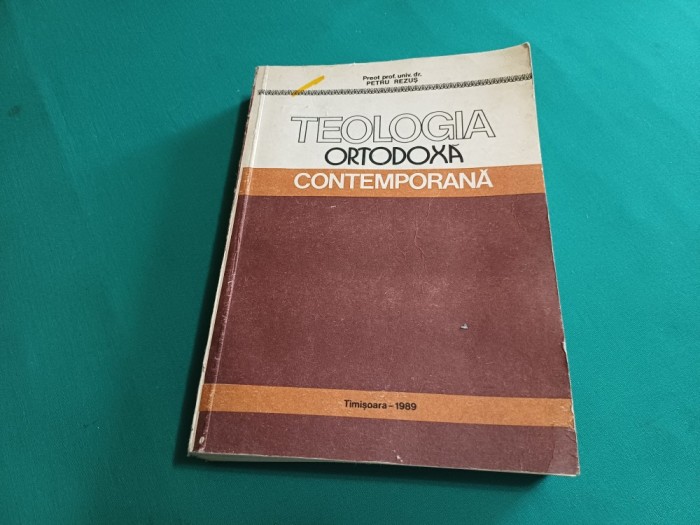 Preot prof. univ. dr.
PETRU REZUȘ
TEOLOGIA
ORTODOXĂ
CONTEMPORANĂ
Timișoara – 1989